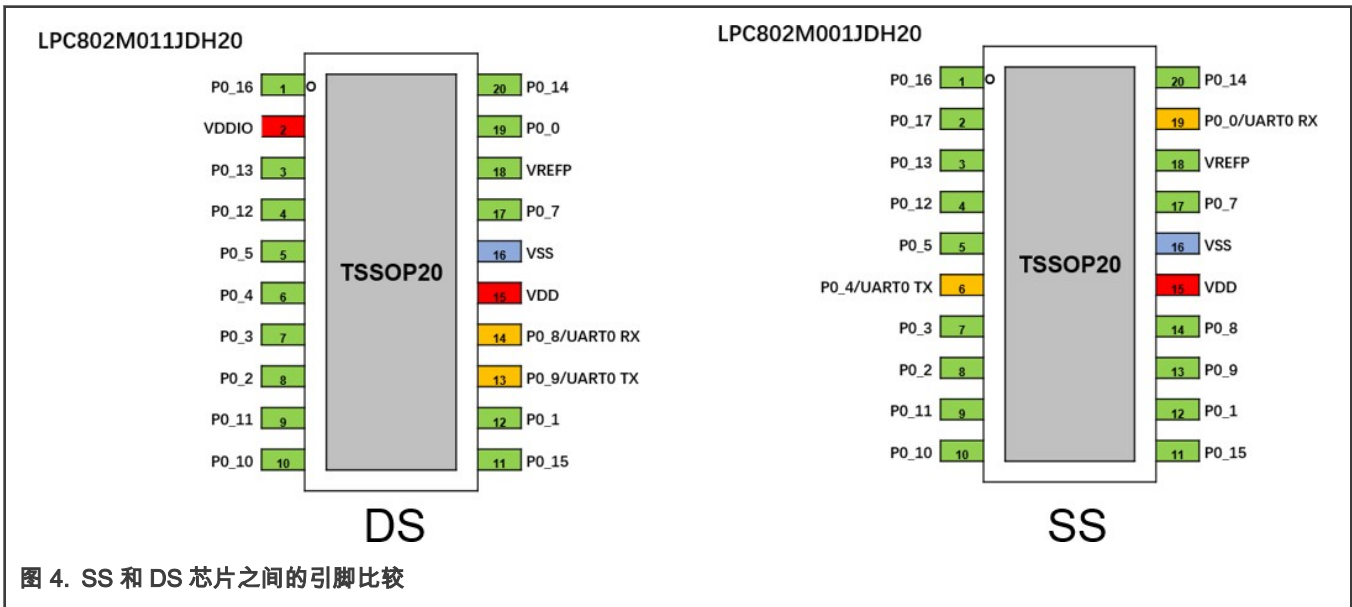 LPC802M011JDH20
P0_16 1 20 P0_14
VDDIO 2 19 P0_0
P0_13 3 18 VREFP
P0_12 4 17 P0_7
P0_5 5 16 VSS
P0_4 6 15 VDD
P0_3 7 14 P0_8/UART0 RX
P0_2 8 13 P0_9/UART0 TX
P0_11 9 12 P0_1
P0_10 10 11 P0_15
TSSOP20
DS
LPC802M001JDH20
P0_16 1 20 P0_14
P0_17 2 19 P0_0/UART0 RX
P0_13 3 18 VREFP
P0_12 4 17 P0_7
P0_5 5 16 VSS
P0_4/UART0 TX 6 15 VDD
P0_3 7 14 P0_8
P0_2 8 13 P0_9
P0_11 9 12 P0_1
P0_10 10 11 P0_15
TSSOP20
SS
图 4. SS 和 DS 芯片之间的引脚比较